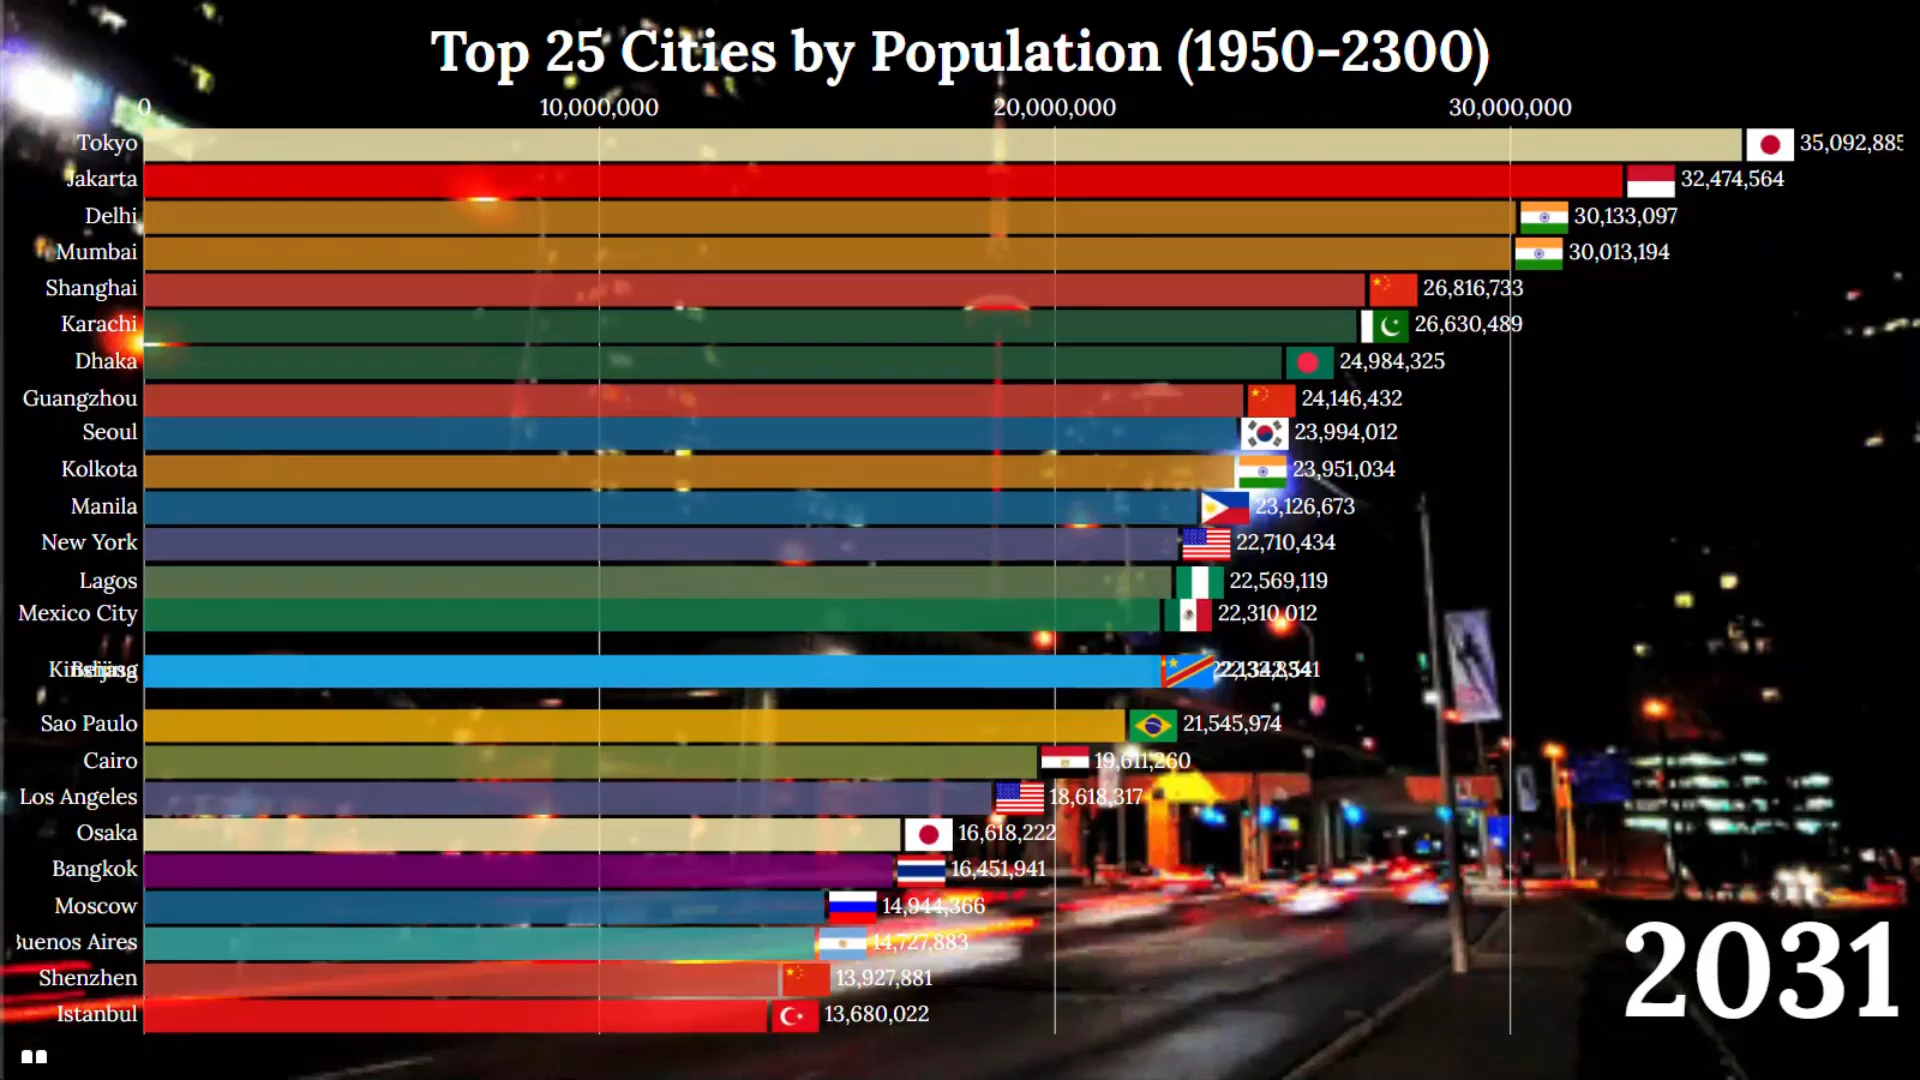 Top 25 Cities by Population (1950-2300)
0 10,000,000 20,000,000 30,000,000
Tokyo 35,092,885
Jakarta 32,474,564
Delhi 30,133,097
Mumbai 30,013,194
Shanghai 26,816,733
Karachi 26,630,489
Dhaka 24,984,325
Guangzhou 24,146,432
Seoul 23,994,012
Kolkota 23,951,034
Manila 23,126,673
New York 22,710,434
Lagos 22,569,119
Mexico City 22,310,012
Sao Paulo 21,545,974
Cairo 19,611,260
Los Angeles 18,618,317
Osaka 16,618,222
Bangkok 16,451,941
Moscow 14,944,366
Buenos Aires 14,727,883
Shenzhen 13,927,881
Istanbul 13,680,022
2031